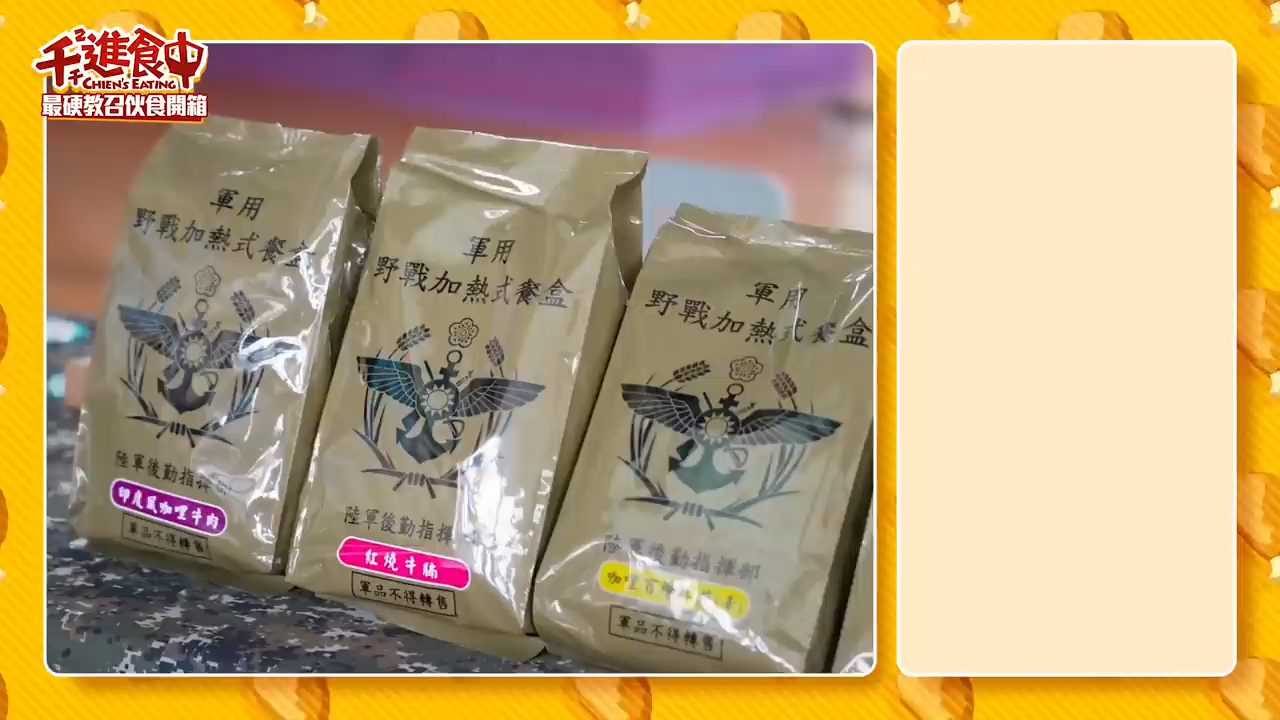 千千進食中
CHIEN'S EATING
最硬教召伙食開箱
軍用
野戰加熱式餐盒
陸軍後勤指揮
印度風咖哩牛肉
軍品不得轉售
軍用
野戰加熱式餐盒
陸軍後勤指揮
紅燒牛腩
軍品不得轉售
軍用
野戰加熱式餐盒
陸軍後勤指揮部
軍品不得轉售